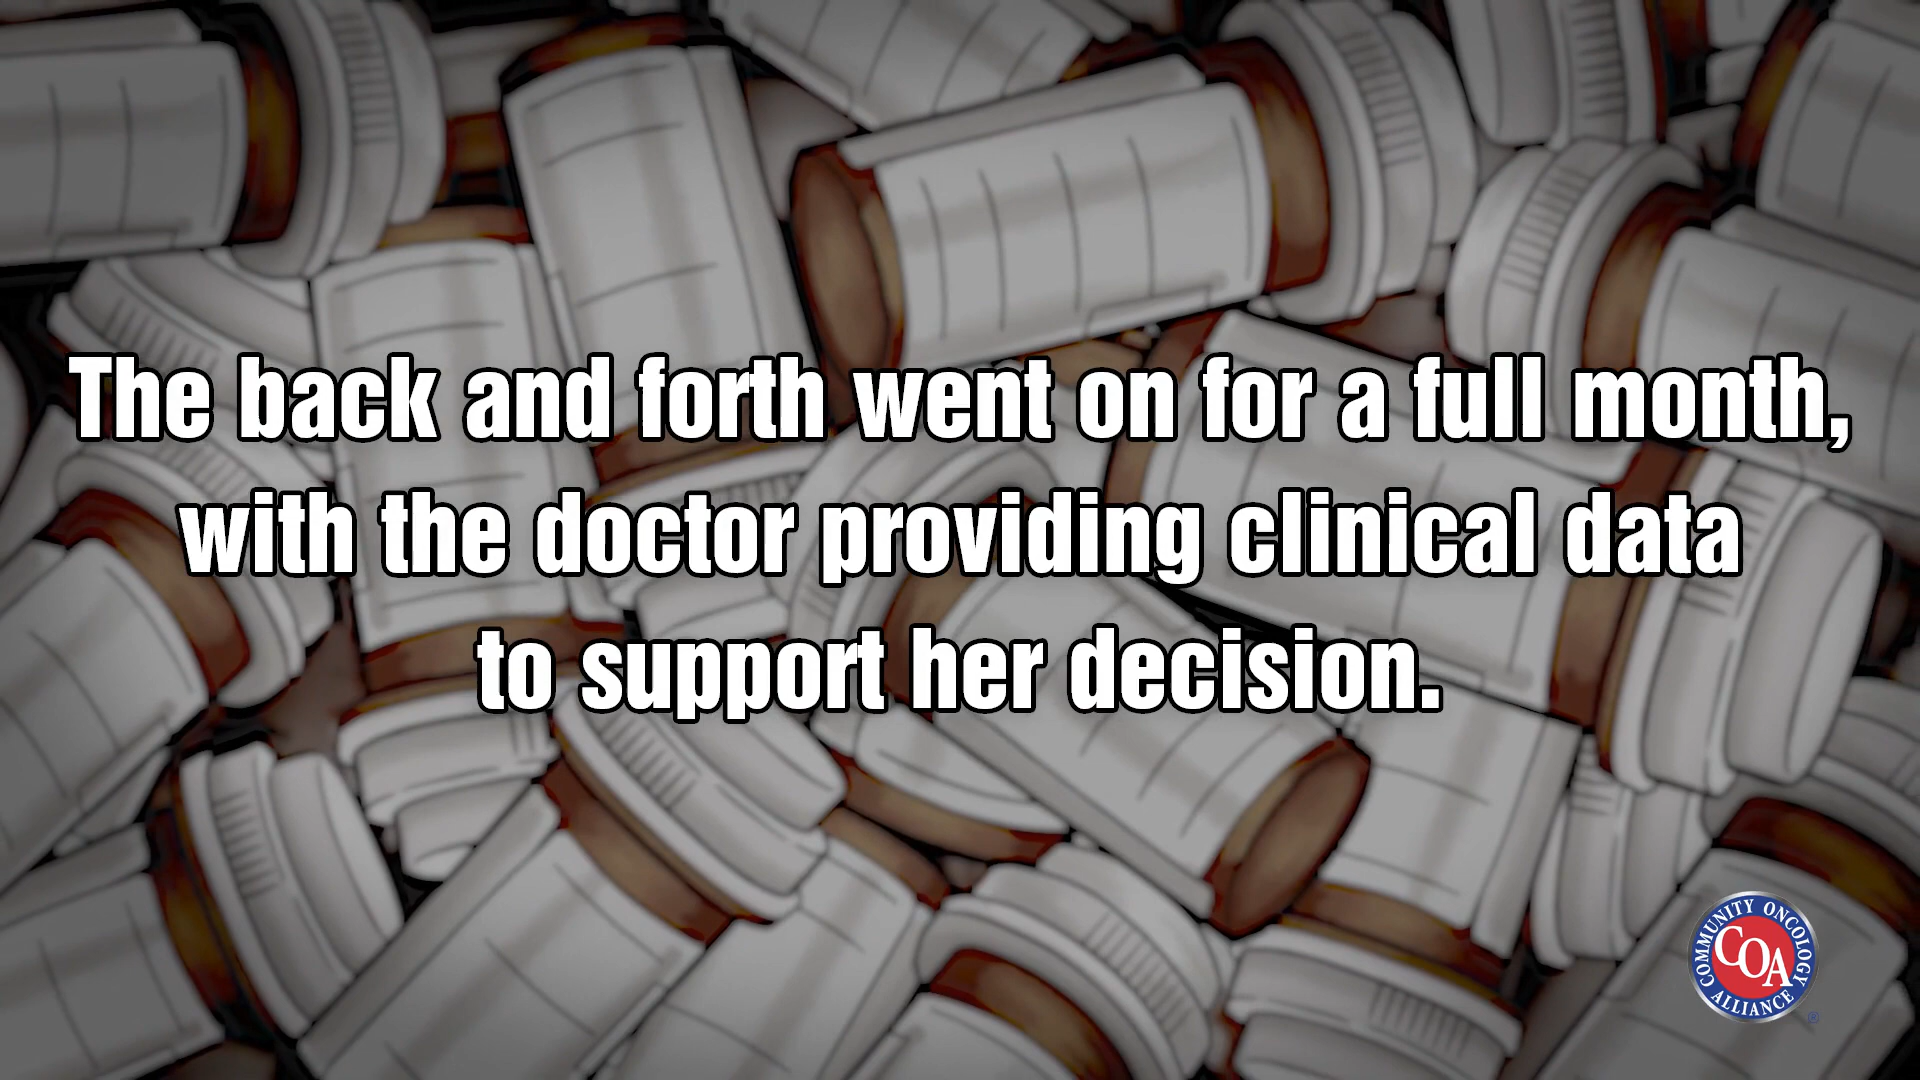 The back and forth went on for a full month,
with the doctor providing clinical data
to support her decision.
COMMUNITY ONCOLOGY
COA
ALLIANCE
®